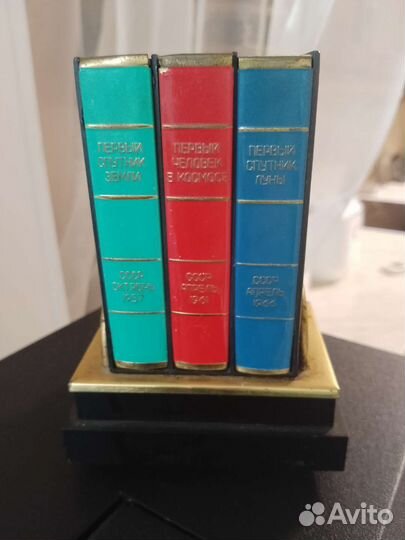 ПЕРВЫЙ
СПУТНИК
ЗЕМЛИ
СССР
ОКТЯБРЬ
1957
ПЕРВЫЙ
ЧЕЛОВЕК
В КОСМОСЕ
СССР
АПРЕЛЬ
1961
ПЕРВЫЙ
СПУТНИК
ЛУНЫ
СССР
АПРЕЛЬ
1966
Avito